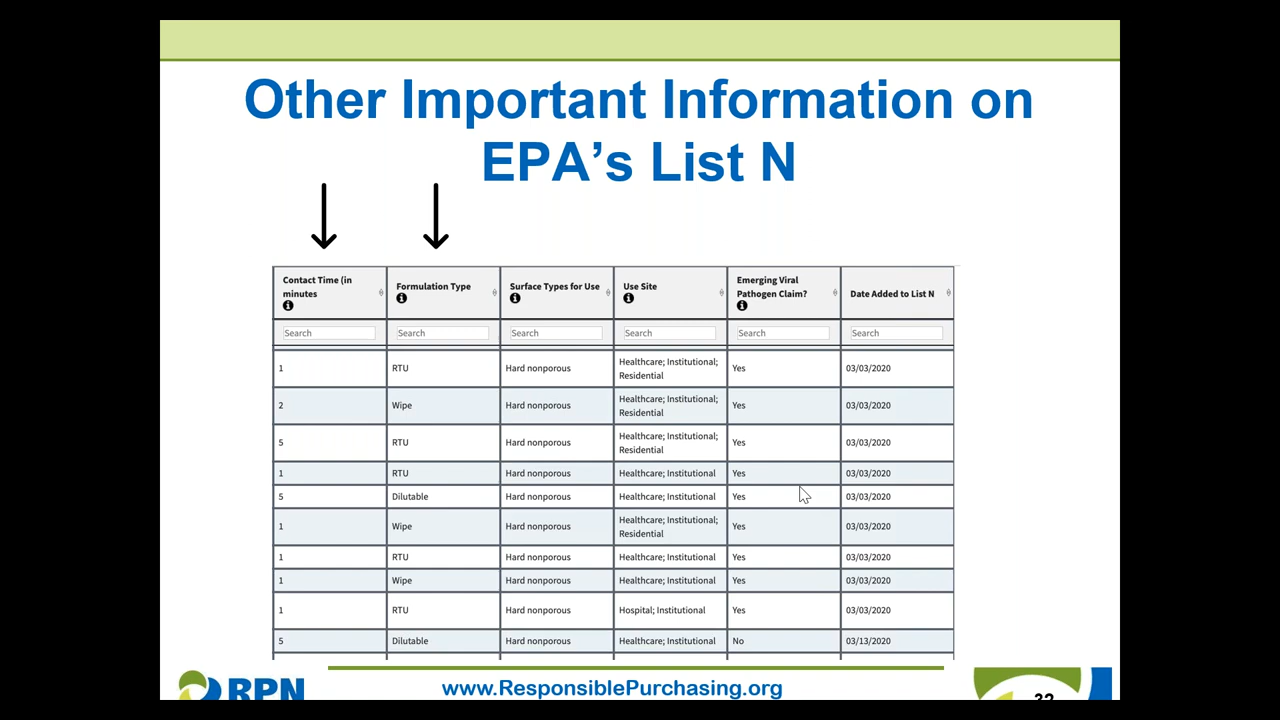 Other Important Information on
EPA's List N
Contact Time (in
minutes
Formulation Type
Surface Types for Use
Use Site
Emerging Viral
Pathogen Claim?
Date Added to List N
Search Search Search Search Search Search
1 RTU Hard nonporous Healthcare; Institutional;
Residential Yes 03/03/2020
2 Wipe Hard nonporous Healthcare; Institutional;
Residential Yes 03/03/2020
5 RTU Hard nonporous Healthcare; Institutional;
Residential Yes 03/03/2020
1 RTU Hard nonporous Healthcare; Institutional Yes 03/03/2020
5 Dilutable Hard nonporous Healthcare; Institutional Yes 03/03/2020
1 Wipe Hard nonporous Healthcare; Institutional;
Residential Yes 03/03/2020
1 RTU Hard nonporous Healthcare; Institutional Yes 03/03/2020
1 Wipe Hard nonporous Healthcare; Institutional Yes 03/03/2020
1 RTU Hard nonporous Hospital; Institutional Yes 03/03/2020
5 Dilutable Hard nonporous Healthcare; Institutional No 03/13/2020
RPN
www.ResponsiblePurchasing.org
32